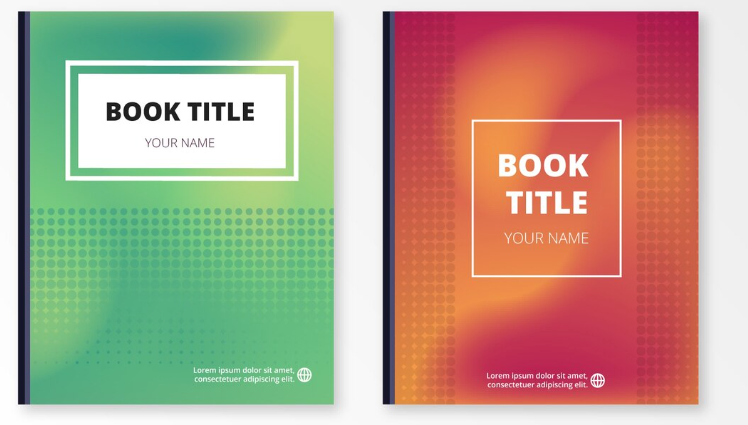 BOOK TITLE
YOUR NAME
Lorem ipsum dolor sit amet,
consectetuer adipiscing elit.
BOOK
TITLE
YOUR NAME
Lorem ipsum dolor sit amet,
consectetuer adipiscing elit.